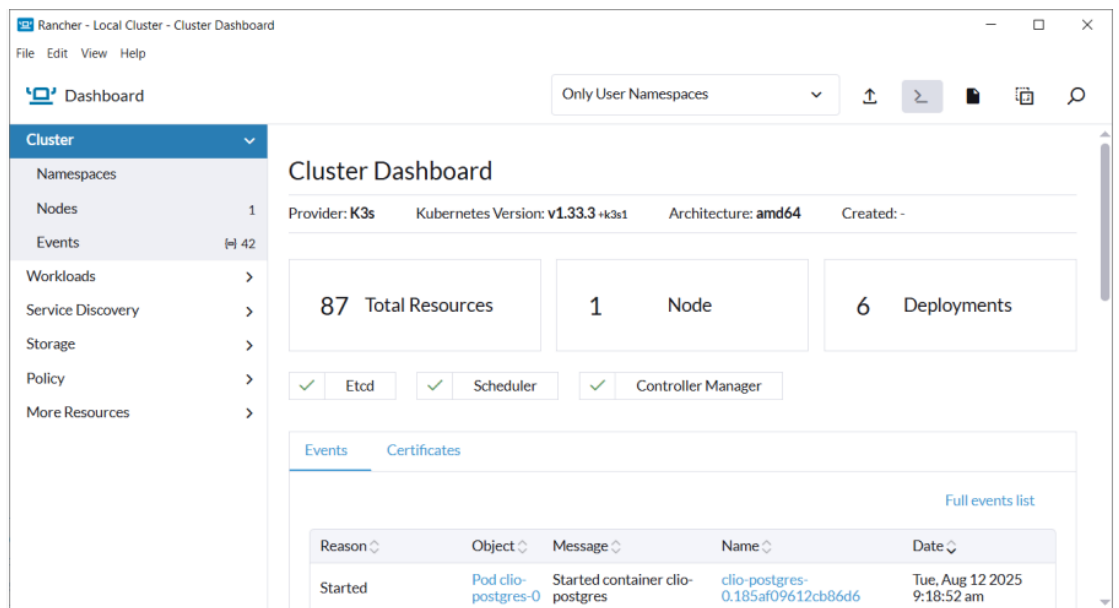 Rancher - Local Cluster - Cluster Dashboard
File Edit View Help
Dashboard
Only User Namespaces
Cluster
Namespaces
Nodes 1
Events 42
Workloads
Service Discovery
Storage
Policy
More Resources
Cluster Dashboard
Provider: K3s Kubernetes Version: v1.33.3 +k3s1 Architecture: amd64 Created: -
87 Total Resources 1 Node 6 Deployments
Etcd Scheduler Controller Manager
Events Certificates
Full events list
Reason Object Message Name Date
Started Pod clio-postgres-0 Started container clio-postgres clio-postgres-0.185af09612cb86d6 Tue, Aug 12 2025 9:18:52 am